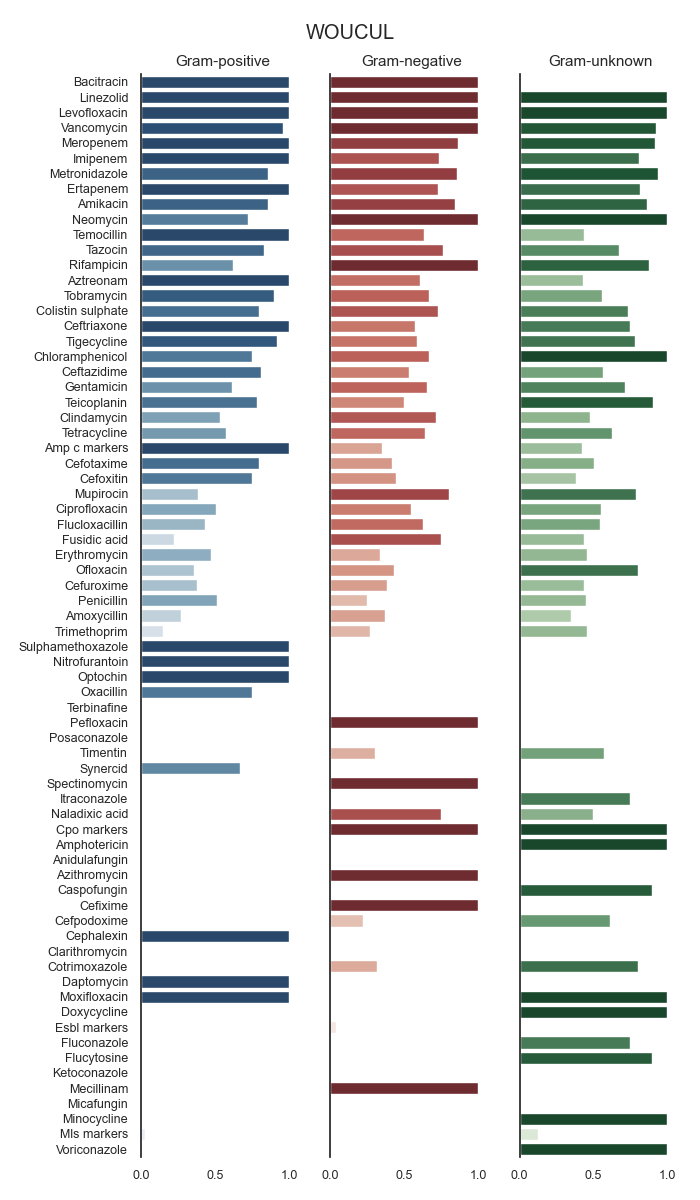 WOUCUL
Gram-positive Gram-negative Gram-unknown
Bacitracin
Linezolid
Levofloxacin
Vancomycin
Meropenem
Imipenem
Metronidazole
Ertapenem
Amikacin
Neomycin
Temocillin
Tazocin
Rifampicin
Aztreonam
Tobramycin
Colistin sulphate
Ceftriaxone
Tigecycline
Chloramphenicol
Ceftazidime
Gentamicin
Teicoplanin
Clindamycin
Tetracycline
Amp c markers
Cefotaxime
Cefoxitin
Mupirocin
Ciprofloxacin
Flucloxacillin
Fusidic acid
Erythromycin
Ofloxacin
Cefuroxime
Penicillin
Amoxycillin
Trimethoprim
Sulphamethoxazole
Nitrofurantoin
Optochin
Oxacillin
Terbinafine
Pefloxacin
Posaconazole
Timentin
Synercid
Spectinomycin
Itraconazole
Naladixic acid
Cpo markers
Amphotericin
Anidulafungin
Azithromycin
Caspofungin
Cefixime
Cefpodoxime
Cephalexin
Clarithromycin
Cotrimoxazole
Daptomycin
Moxifloxacin
Doxycycline
Esbl markers
Fluconazole
Flucytosine
Ketoconazole
Mecillinam
Micafungin
Minocycline
Mls markers
Voriconazole
0.0 0.5 1.0 0.0 0.5 1.0 0.0 0.5 1.0